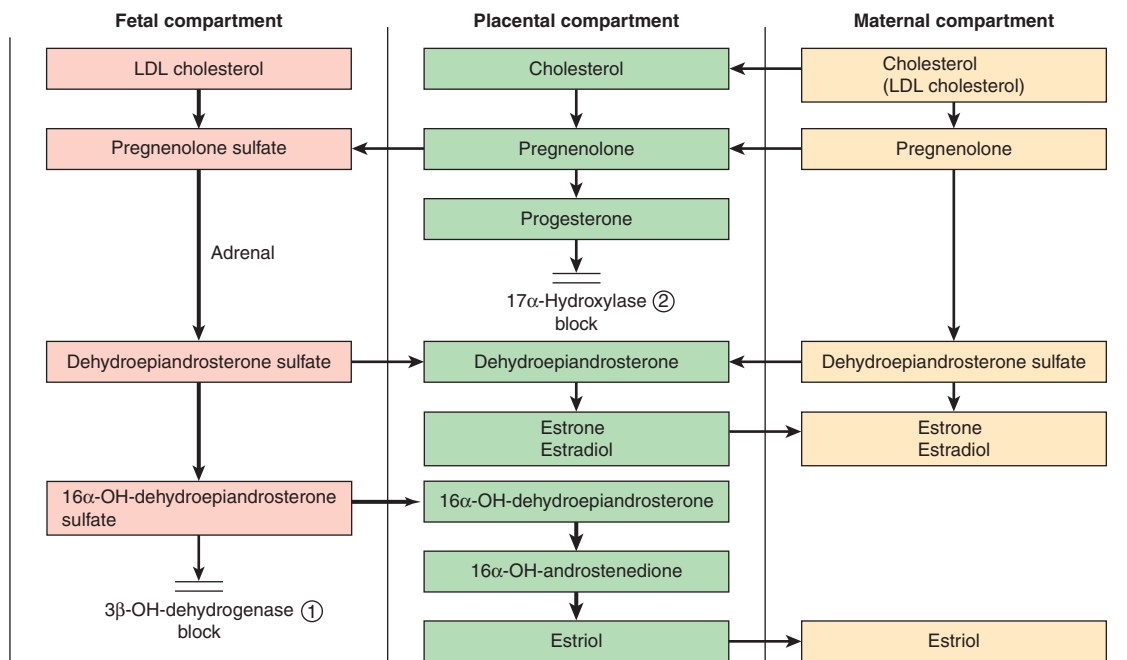 Fetal compartment
Placental compartment
Maternal compartment
LDL cholesterol
Cholesterol
Cholesterol
(LDL cholesterol)
Pregnenolone sulfate
Pregnenolone
Pregnenolone
Progesterone
Adrenal
17α-Hydroxylase ②
block
Dehydroepiandrosterone sulfate
Dehydroepiandrosterone
Dehydroepiandrosterone sulfate
Estrone
Estradiol
Estrone
Estradiol
16α-OH-dehydroepiandrosterone
sulfate
16α-OH-dehydroepiandrosterone
16α-OH-androstenedione
3β-OH-dehydrogenase ①
block
Estriol
Estriol